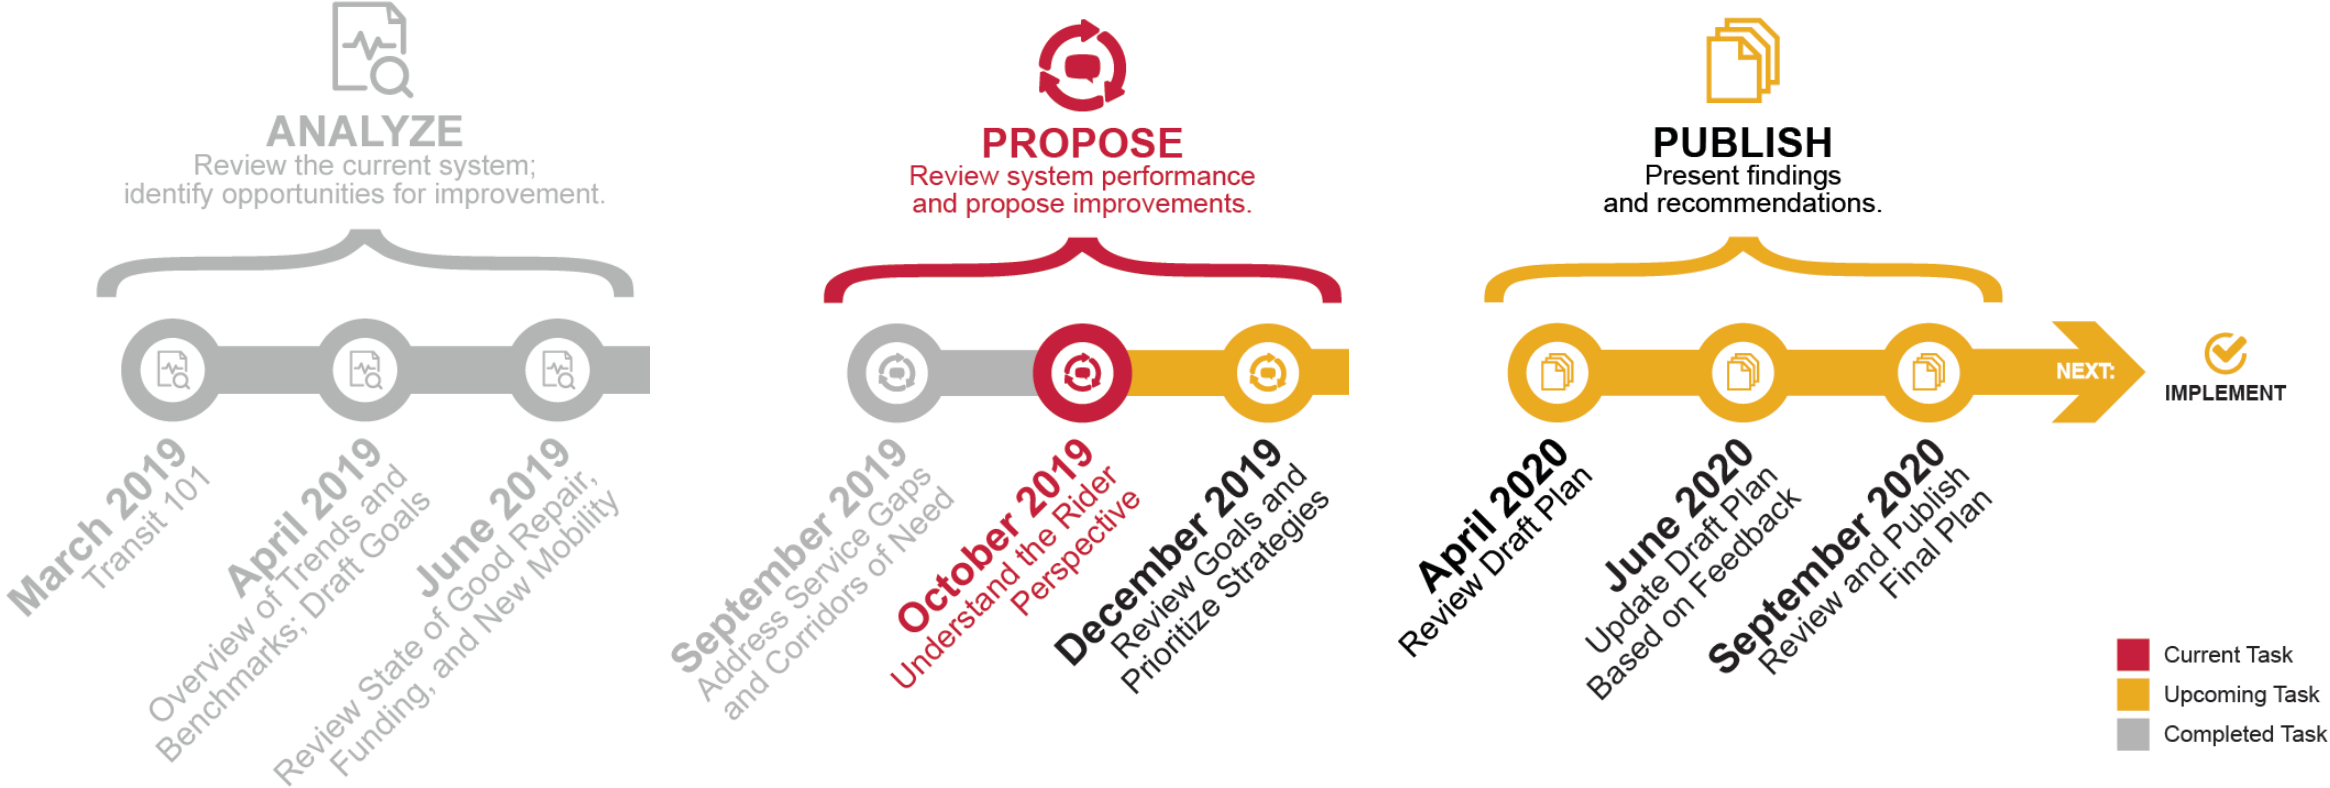 ANALYZE
Review the current system;
identify opportunities for improvement.
March 2019
Transit 101
April 2019
Overview of Trends and
Benchmarks; Draft Goals
June 2019
Review State of Good Repair,
Funding, and New Mobility
PROPOSE
Review system performance
and propose improvements.
September 2019
Address Service Gaps
and Corridors of Need
October 2019
Understand the Rider
Perspective
December 2019
Review Goals and
Prioritize Strategies
PUBLISH
Present findings
and recommendations.
April 2020
Review Draft Plan
June 2020
Update Draft Plan
Based on Feedback
September 2020
Review and Publish
Final Plan
NEXT:
IMPLEMENT
Current Task
Upcoming Task
Completed Task